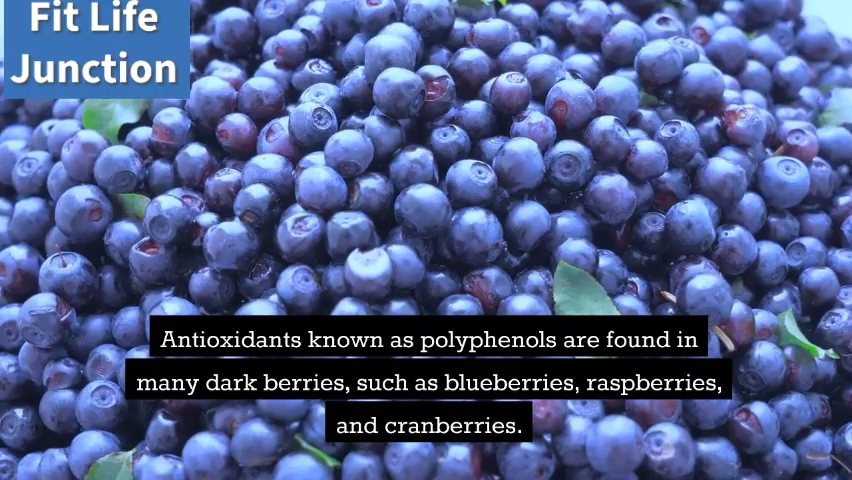 Fit Life
Junction
Antioxidants known as polyphenols are found in
many dark berries, such as blueberries, raspberries,
and cranberries.